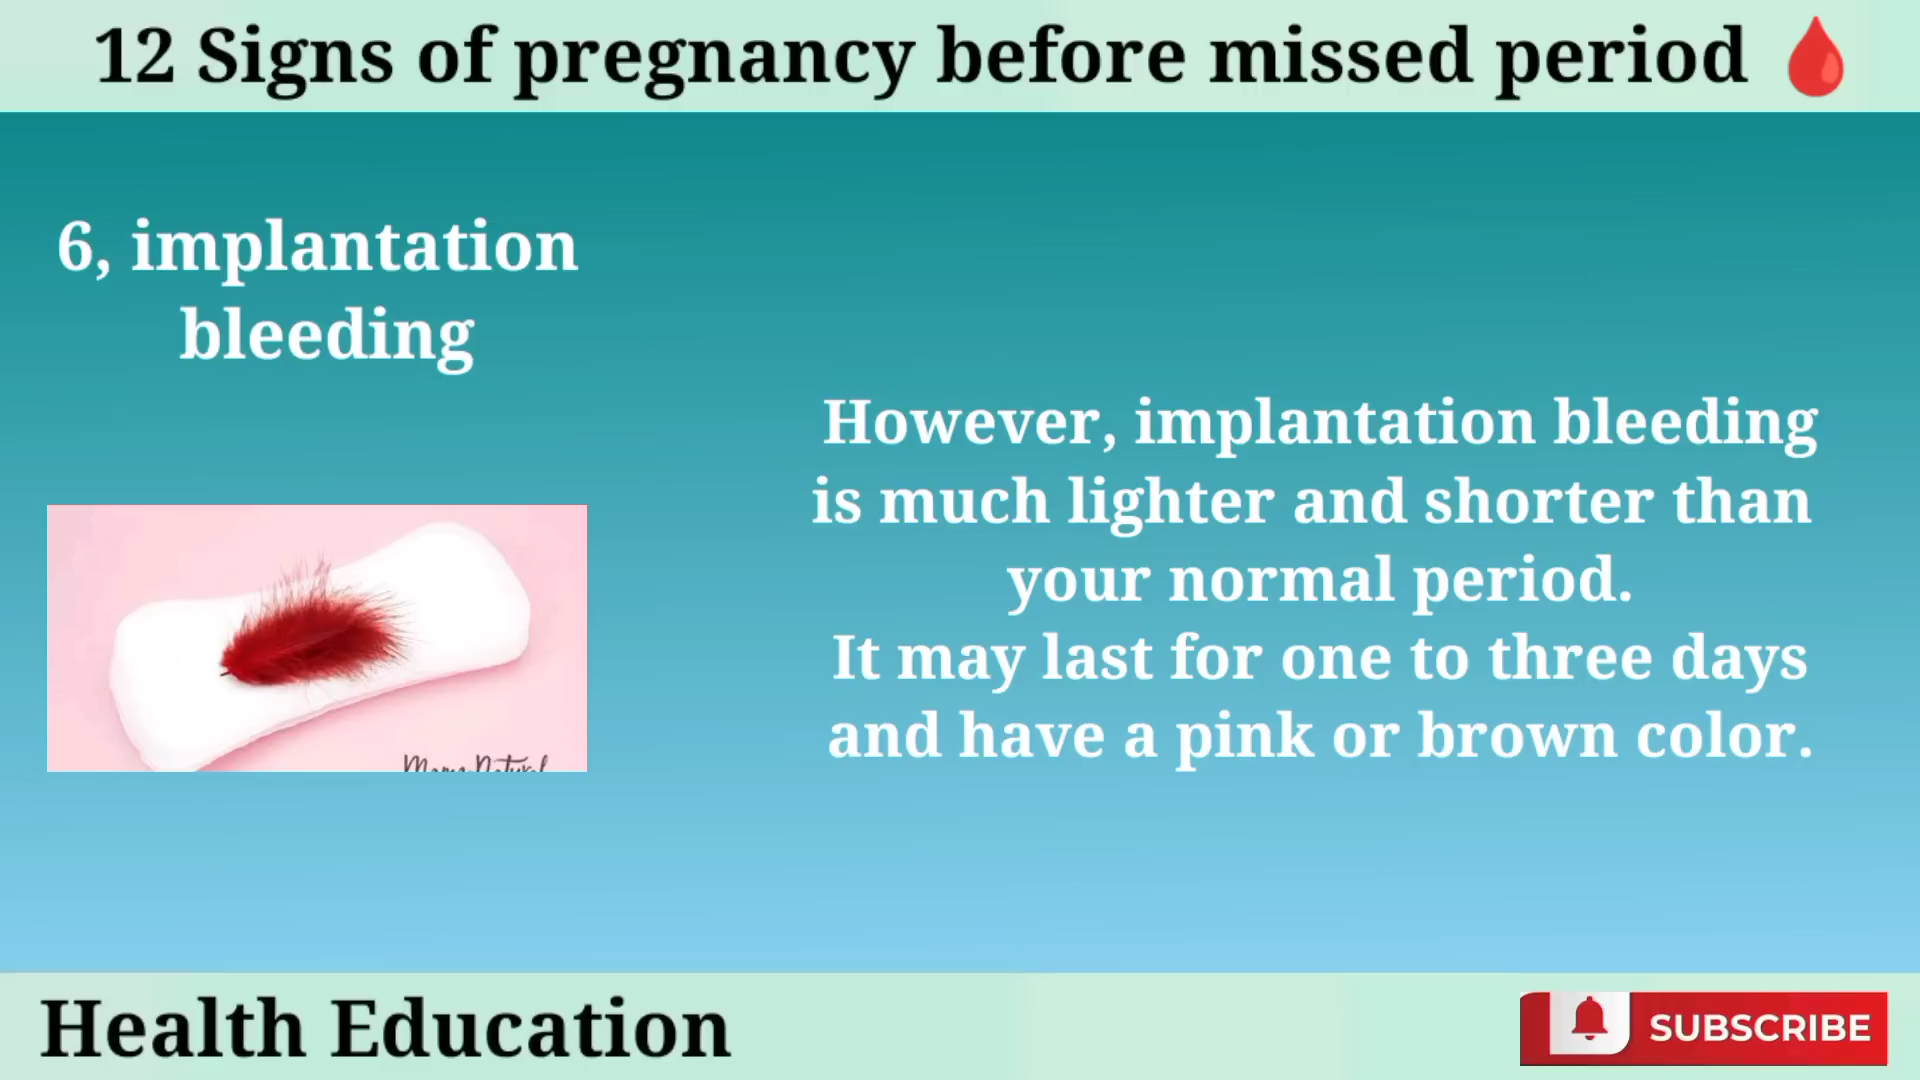 12 Signs of pregnancy before missed period
6, implantation
bleeding
However, implantation bleeding
is much lighter and shorter than
your normal period.
It may last for one to three days
and have a pink or brown color.
Mama Natural
Health Education
SUBSCRIBE